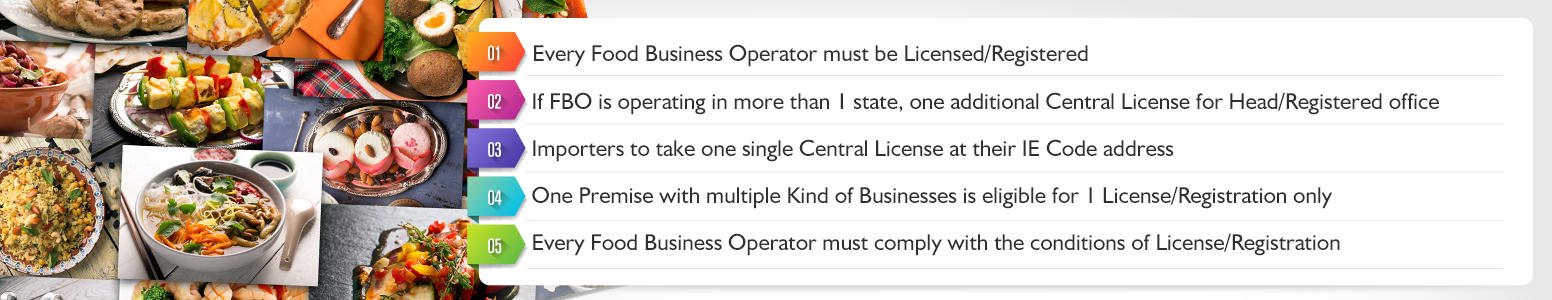 01 Every Food Business Operator must be Licensed/Registered
02 If FBO is operating in more than 1 state, one additional Central License for Head/Registered office
03 Importers to take one single Central License at their IE Code address
04 One Premise with multiple Kind of Businesses is eligible for 1 License/Registration only
05 Every Food Business Operator must comply with the conditions of License/Registration